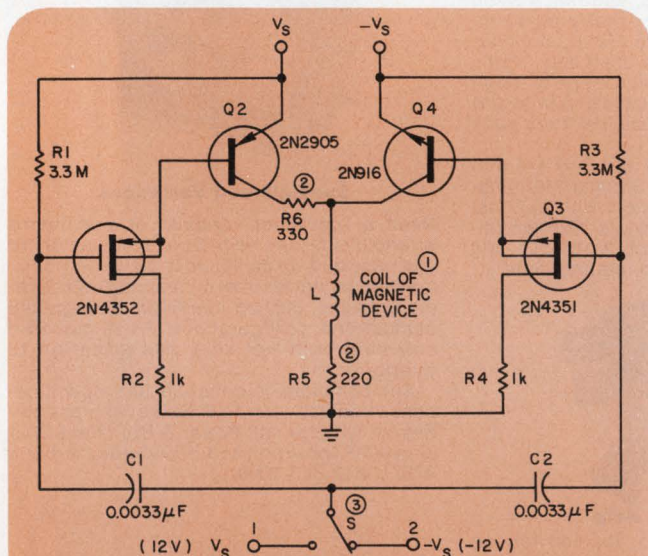 V_S
-V_S
Q2
Q4
R1
3.3 M
2N2905
2N916
R3
3.3M
②
R6
330
Q3
①
L
COIL OF
MAGNETIC
DEVICE
2N4352
2N4351
②
R2
1k
R5
220
R4
1k
C1
0.0033μF
C2
0.0033μF
③
S
(12V) V_S 1
2 -V_S (-12V)